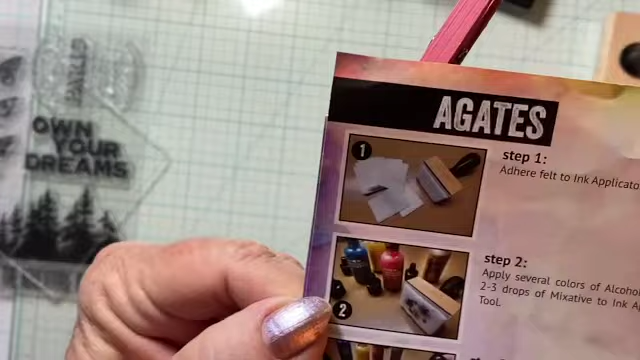 OWN
YOUR
DREAMS
AGATES
1
step 1:
Adhere felt to Ink Applicato
2
step 2:
Apply several colors of Alcoho
2-3 drops of Mixative to Ink Ap
Tool.